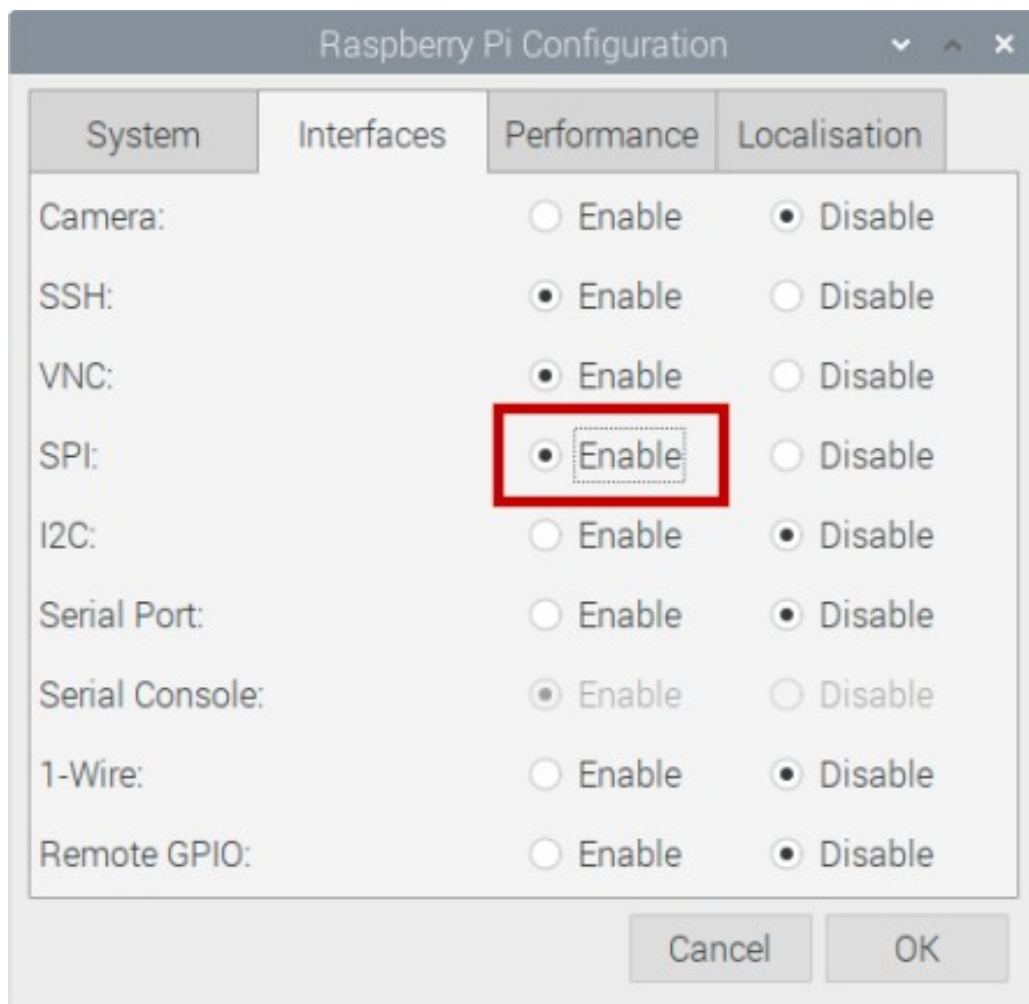 Raspberry Pi Configuration
System Interfaces Performance Localisation
Camera: Enable Disable
SSH: Enable Disable
VNC: Enable Disable
SPI: Enable Disable
I2C: Enable Disable
Serial Port: Enable Disable
Serial Console: Enable Disable
1-Wire: Enable Disable
Remote GPIO: Enable Disable
Cancel OK